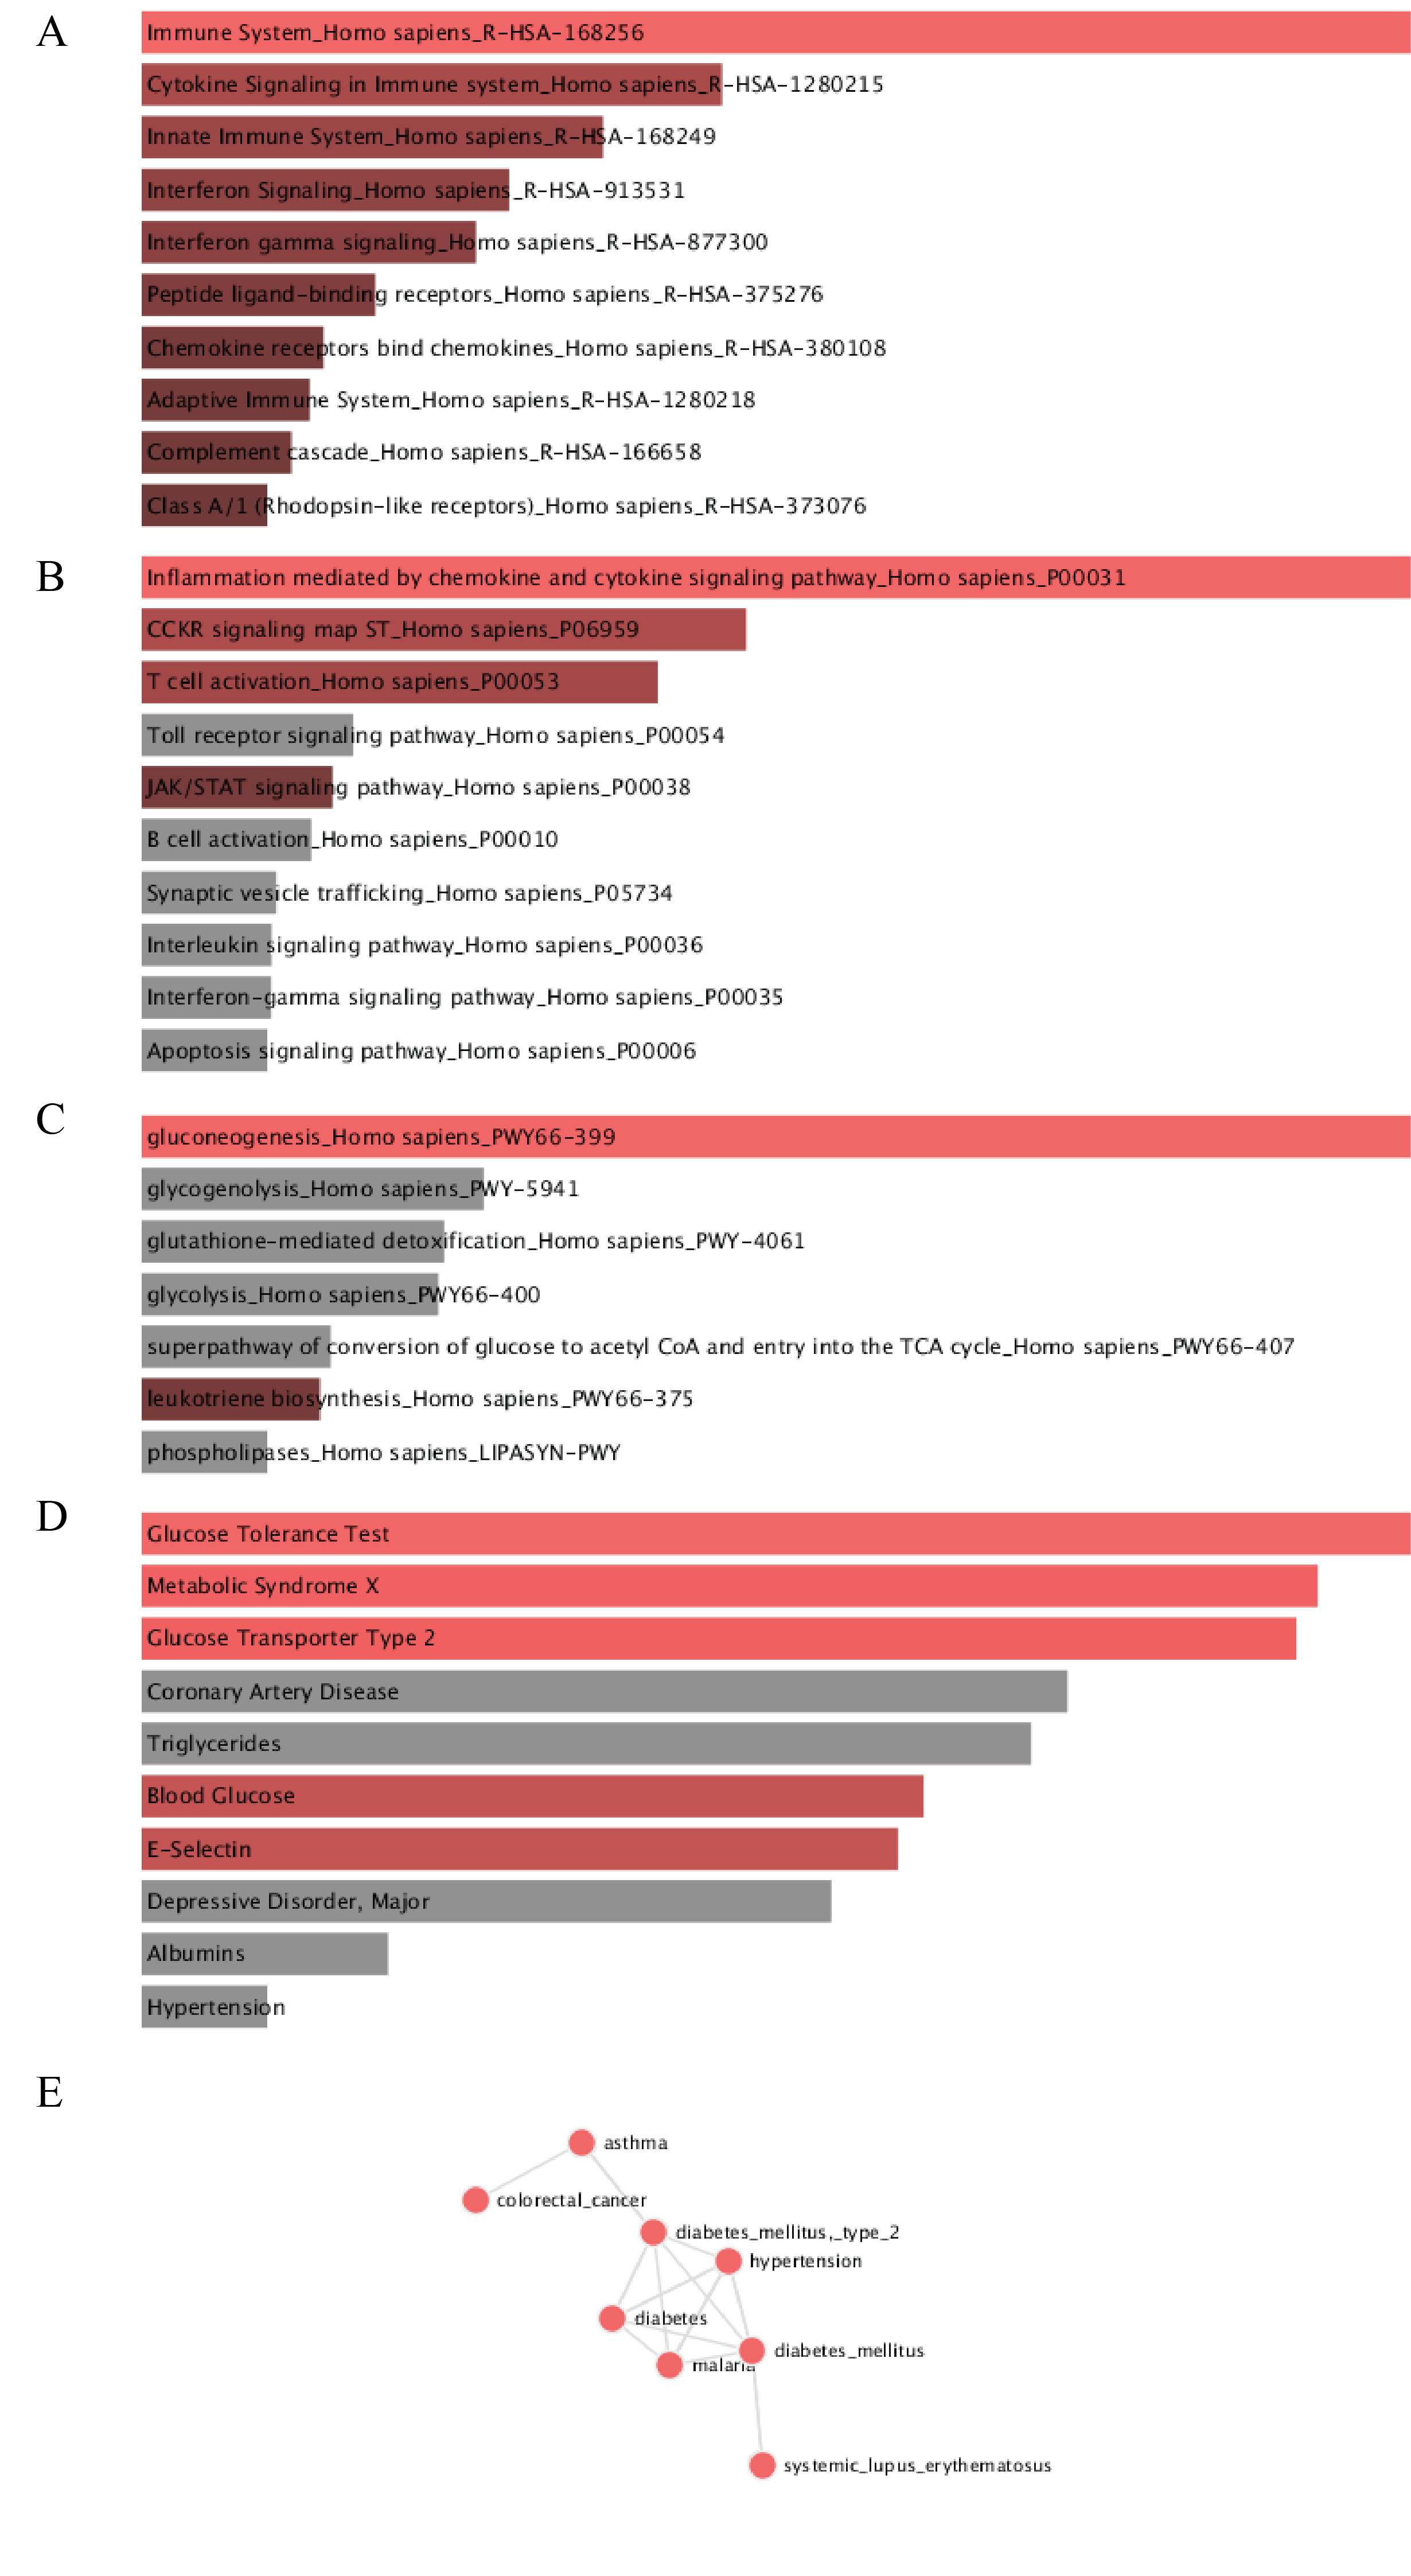 A
Immune System_Homo sapiens_R-HSA-168256
Cytokine Signaling in Immune system_Homo sapiens_R-HSA-1280215
Innate Immune System_Homo sapiens_R-HSA-168249
Interferon Signaling_Homo sapiens_R-HSA-913531
Interferon gamma signaling_Homo sapiens_R-HSA-877300
Peptide ligand-binding receptors_Homo sapiens_R-HSA-375276
Chemokine receptors bind chemokines_Homo sapiens_R-HSA-380108
Adaptive Immune System_Homo sapiens_R-HSA-1280218
Complement cascade_Homo sapiens_R-HSA-166658
Class A/1 (Rhodopsin-like receptors)_Homo sapiens_R-HSA-373076
B
Inflammation mediated by chemokine and cytokine signaling pathway_Homo sapiens_P00031
CCKR signaling map ST_Homo sapiens_P06959
T cell activation_Homo sapiens_P00053
Toll receptor signaling pathway_Homo sapiens_P00054
JAK/STAT signaling pathway_Homo sapiens_P00038
B cell activation_Homo sapiens_P00010
Synaptic vesicle trafficking_Homo sapiens_P05734
Interleukin signaling pathway_Homo sapiens_P00036
Interferon-gamma signaling pathway_Homo sapiens_P00035
Apoptosis signaling pathway_Homo sapiens_P00006
C
gluconeogenesis_Homo sapiens_PWY66-399
glycogenolysis_Homo sapiens_PWY-5941
glutathione-mediated detoxification_Homo sapiens_PWY-4061
glycolysis_Homo sapiens_PWY66-400
superpathway of conversion of glucose to acetyl CoA and entry into the TCA cycle_Homo sapiens_PWY66-407
leukotriene biosynthesis_Homo sapiens_PWY66-375
phospholipases_Homo sapiens_LIPASYN-PWY
D
Glucose Tolerance Test
Metabolic Syndrome X
Glucose Transporter Type 2
Coronary Artery Disease
Triglycerides
Blood Glucose
E-Selectin
Depressive Disorder, Major
Albumins
Hypertension
E
asthma
colorectal_cancer
diabetes_mellitus,_type_2
hypertension
diabetes
diabetes_mellitus
malaria
systemic_lupus_erythematosus